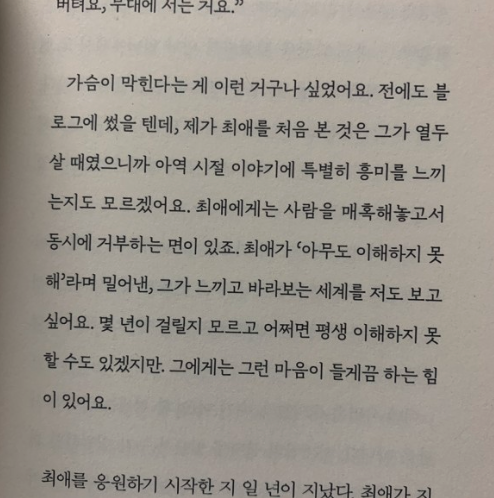 버텨요, 무대에 서는 거요.”
가슴이 막힌다는 게 이런 거구나 싶었어요. 전에도 블
로그에 썼을 텐데, 제가 최애를 처음 본 것은 그가 열두
살 때였으니까 아역 시절 이야기에 특별히 흥미를 느끼
는지도 모르겠어요. 최애에게는 사람을 매혹해놓고서
동시에 거부하는 면이 있죠. 최애가 ‘아무도 이해하지 못
해’라며 밀어낸, 그가 느끼고 바라보는 세계를 저도 보고
싶어요. 몇 년이 걸릴지 모르고 어쩌면 평생 이해하지 못
할 수도 있겠지만. 그에게는 그런 마음이 들게끔 하는 힘
이 있어요.
최애를 응원하기 시작한 지 일 년이 지났다. 최애가 지